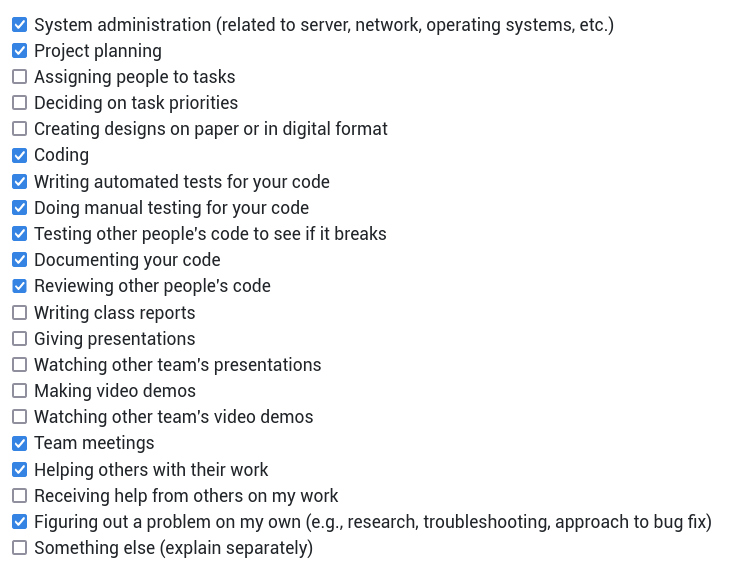 System administration (related to server, network, operating systems, etc.)
Project planning
Assigning people to tasks
Deciding on task priorities
Creating designs on paper or in digital format
Coding
Writing automated tests for your code
Doing manual testing for your code
Testing other people's code to see if it breaks
Documenting your code
Reviewing other people's code
Writing class reports
Giving presentations
Watching other team's presentations
Making video demos
Watching other team's video demos
Team meetings
Helping others with their work
Receiving help from others on my work
Figuring out a problem on my own (e.g., research, troubleshooting, approach to bug fix)
Something else (explain separately)